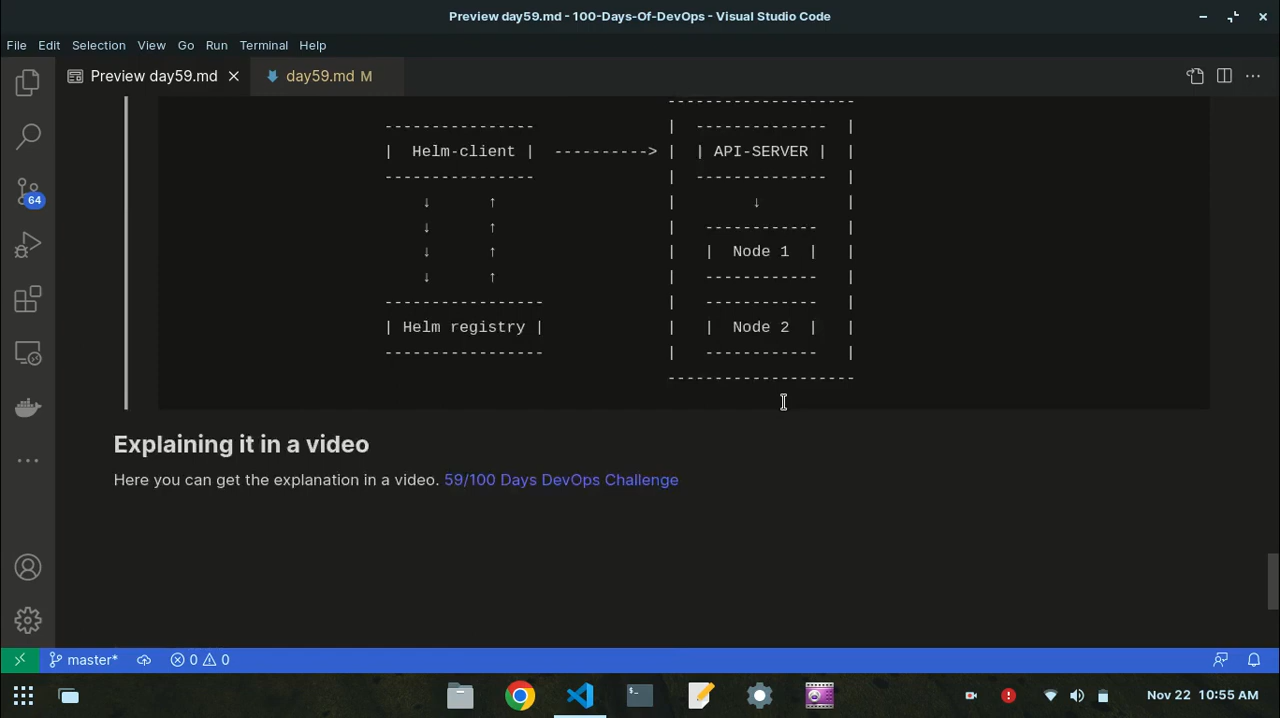 Preview day59.md - 100-Days-Of-DevOps - Visual Studio Code
File Edit Selection View Go Run Terminal Help
Preview day59.md day59.md M
--------------------
---------------- | -------------- |
| Helm-client | ----------> | | API-SERVER | |
---------------- | -------------- |
↓ ↑ | ↓ |
↓ ↑ | ------------ |
↓ ↑ | | Node 1 | |
↓ ↑ | ------------ |
----------------- | ------------ |
| Helm registry | | | Node 2 | |
----------------- | ------------ |
--------------------
Explaining it in a video
Here you can get the explanation in a video. 59/100 Days DevOps Challenge
64
master* 0 0
Nov 22 10:55 AM